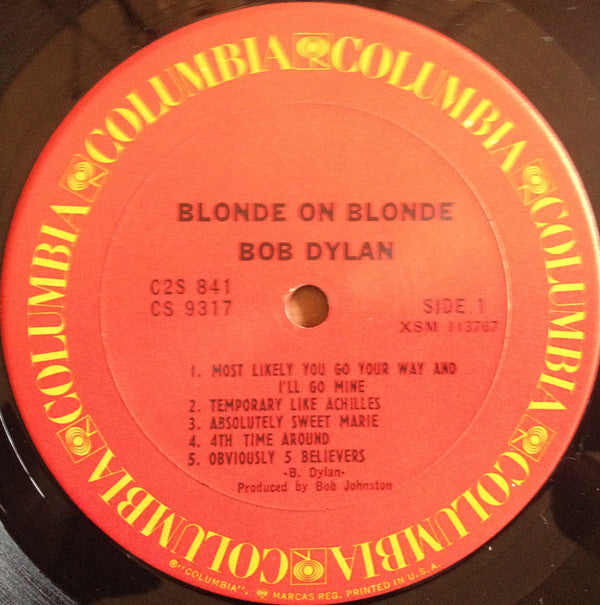 COLUMBIA COLUMBIA COLUMBIA COLUMBIA COLUMBIA COLUMBIA
BLONDE ON BLONDE
BOB DYLAN
C2S 841
CS 9317
SIDE 1
XSM 113767
1. MOST LIKELY YOU GO YOUR WAY AND
I'LL GO MINE
2. TEMPORARY LIKE ACHILLES
3. ABSOLUTELY SWEET MARIE
4. 4TH TIME AROUND
5. OBVIOUSLY 5 BELIEVERS
-B. Dylan-
Produced by Bob Johnston
®"COLUMBIA", MARCAS REG. PRINTED IN U.S.A.